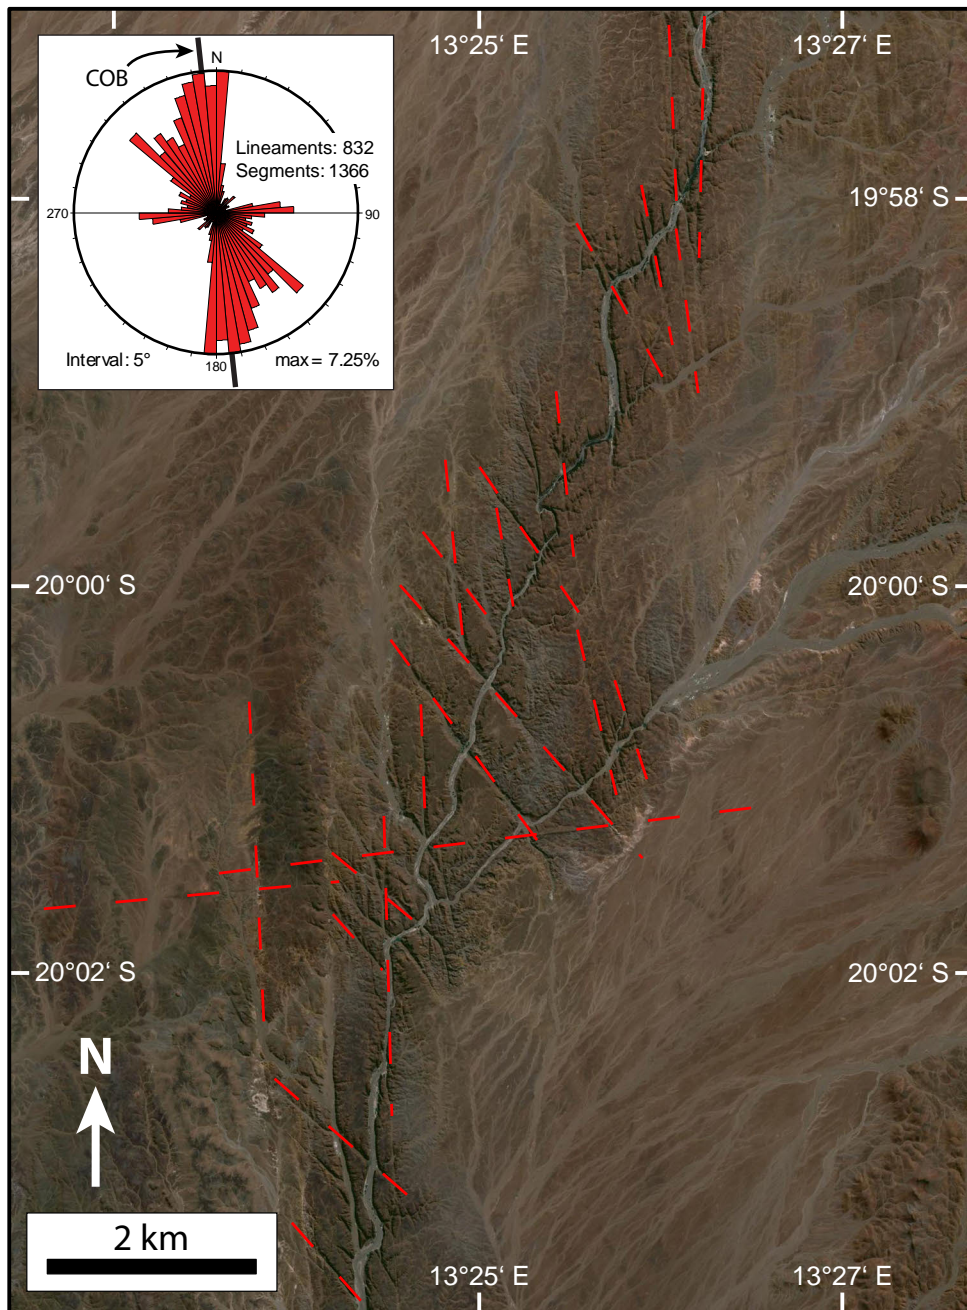 13°25‘ E
13°27‘ E
COB
N
Lineaments: 832
Segments: 1366
270
90
Interval: 5°
180
max = 7.25%
19°58‘ S
20°00‘ S
20°00‘ S
20°02‘ S
20°02‘ S
N
2 km
13°25‘ E
13°27‘ E